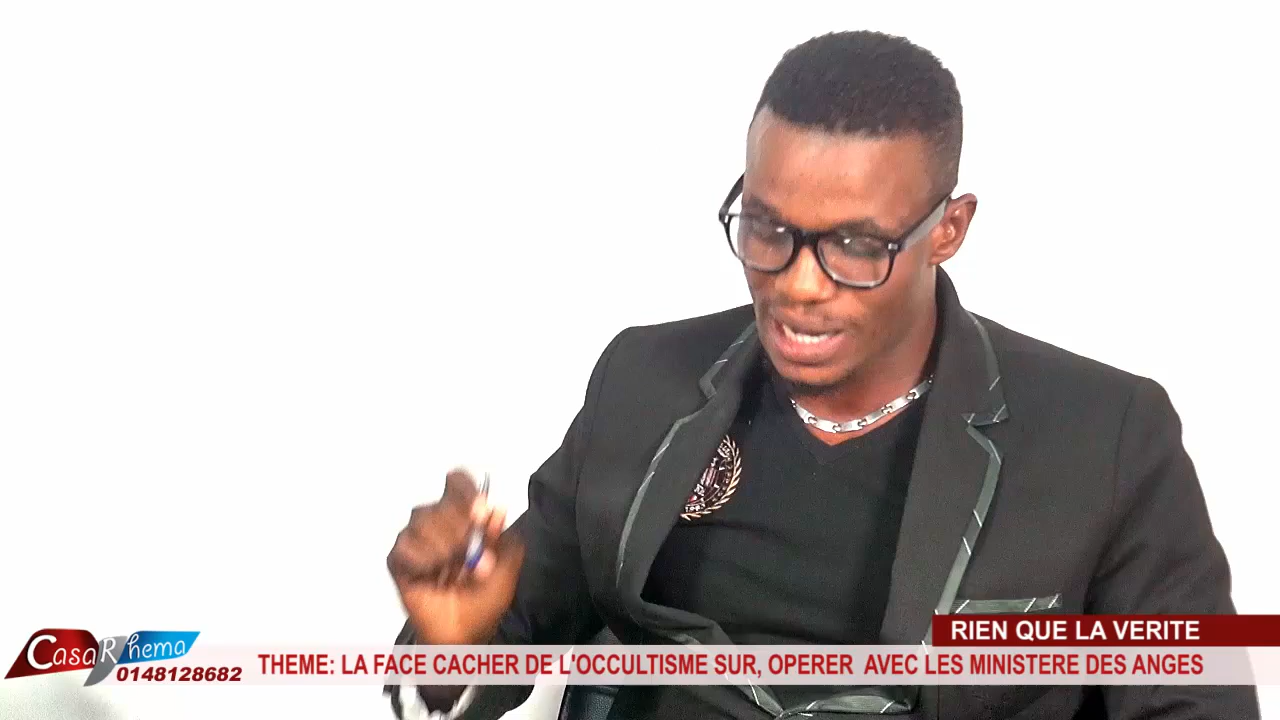 RIEN QUE LA VERITE
CasaRhema
0148128682
THEME: LA FACE CACHER DE L'OCCULTISME SUR, OPERER AVEC LES MINISTERE DES ANGES